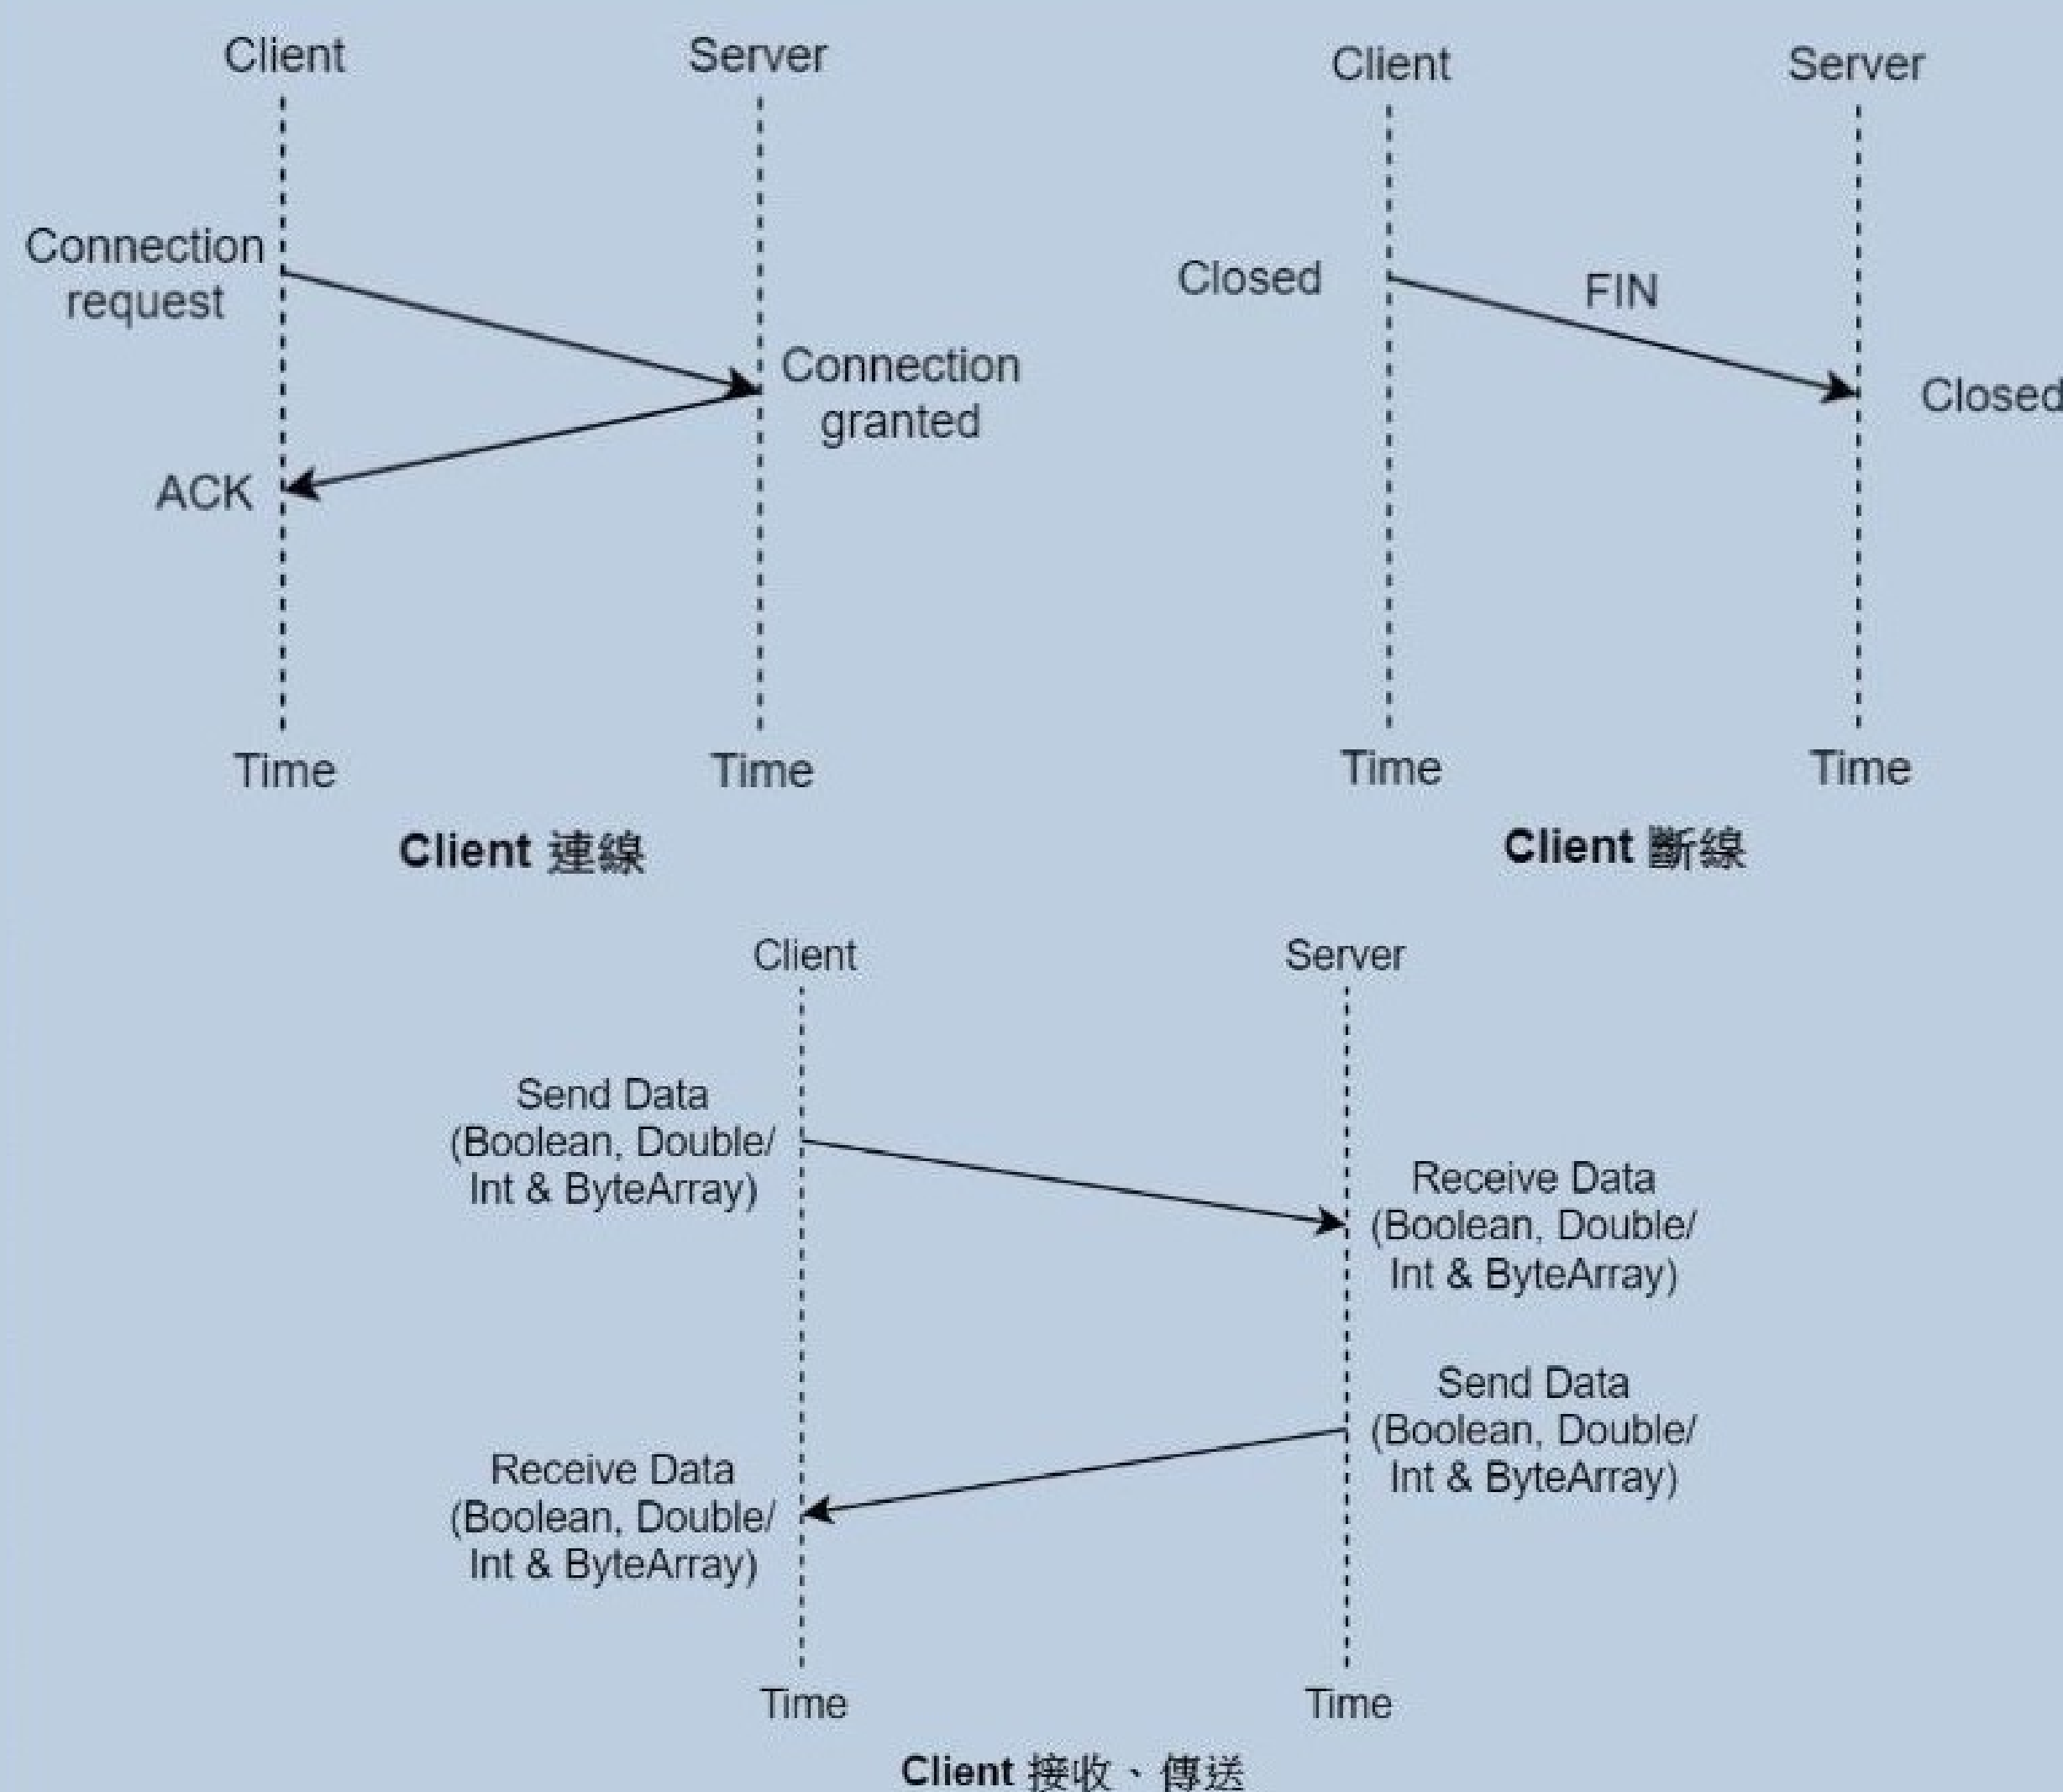 Client
Server
Connection
request
Connection
granted
ACK
Time
Time
Client 連線
Client
Server
Closed
FIN
Closed
Time
Time
Client 斷線
Client
Server
Send Data
(Boolean, Double/
Int & ByteArray)
Receive Data
(Boolean, Double/
Int & ByteArray)
Send Data
(Boolean, Double/
Int & ByteArray)
Receive Data
(Boolean, Double/
Int & ByteArray)
Time
Time
Client 接收、傳送